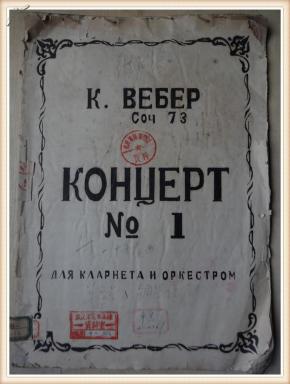 К. ВЕБЕР
Соч 73
КОНЦЕРТ
№ 1
ДЛЯ КЛАРНЕТА И ОРКЕСТРОМ